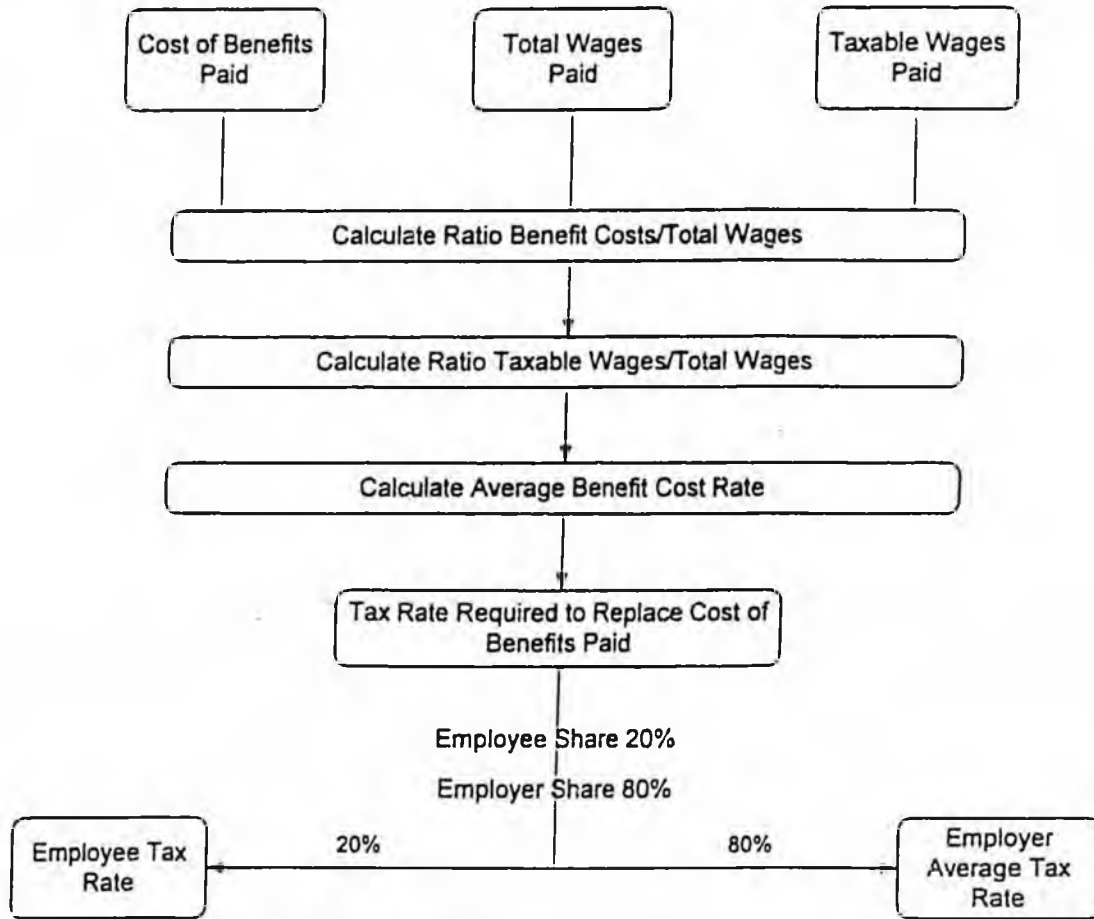 Cost of Benefits
Paid
Total Wages
Paid
Taxable Wages
Paid
Calculate Ratio Benefit Costs/Total Wages
Calculate Ratio Taxable Wages/Total Wages
Calculate Average Benefit Cost Rate
Tax Rate Required to Replace Cost of
Benefits Paid
Employee Share 20%
Employer Share 80%
Employee Tax
Rate
20%
80%
Employer
Average Tax
Rate